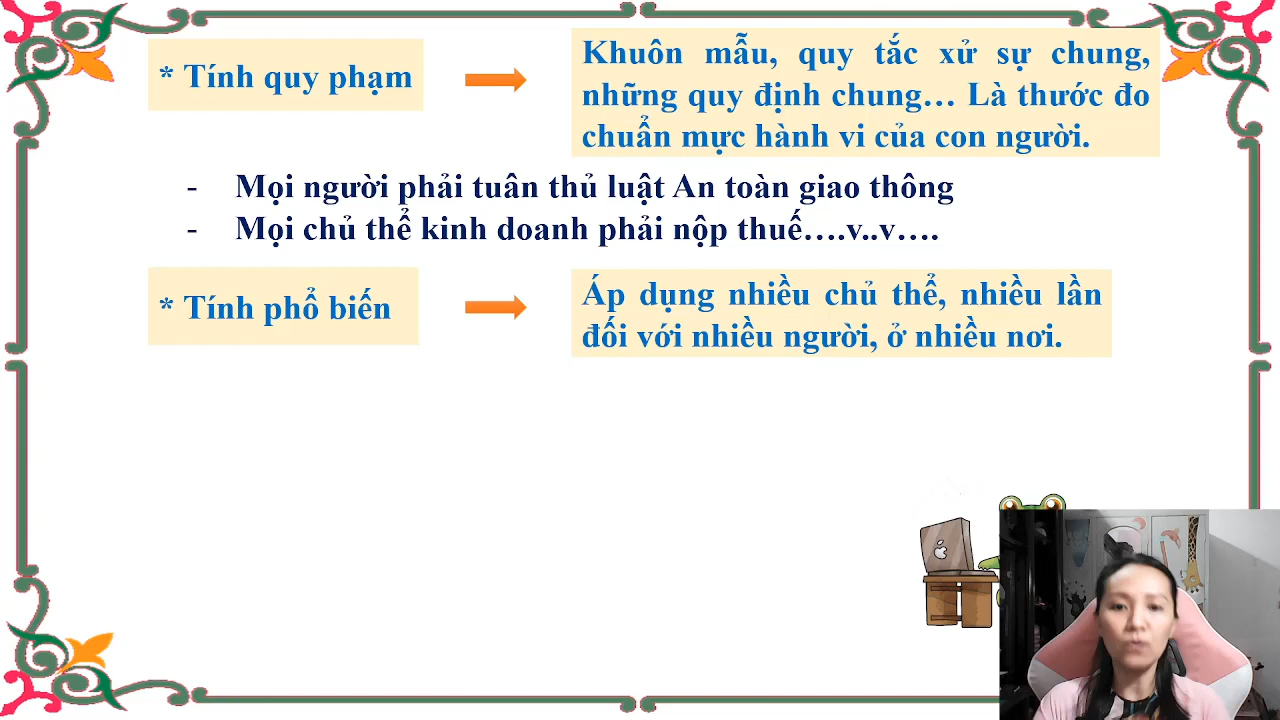 * Tính quy phạm
Khuôn mẫu, quy tắc xử sự chung,
những quy định chung… Là thước đo
chuẩn mực hành vi của con người.
- Mọi người phải tuân thủ luật An toàn giao thông
- Mọi chủ thể kinh doanh phải nộp thuế….v..v….
* Tính phổ biến
Áp dụng nhiều chủ thể, nhiều lần
đối với nhiều người, ở nhiều nơi.